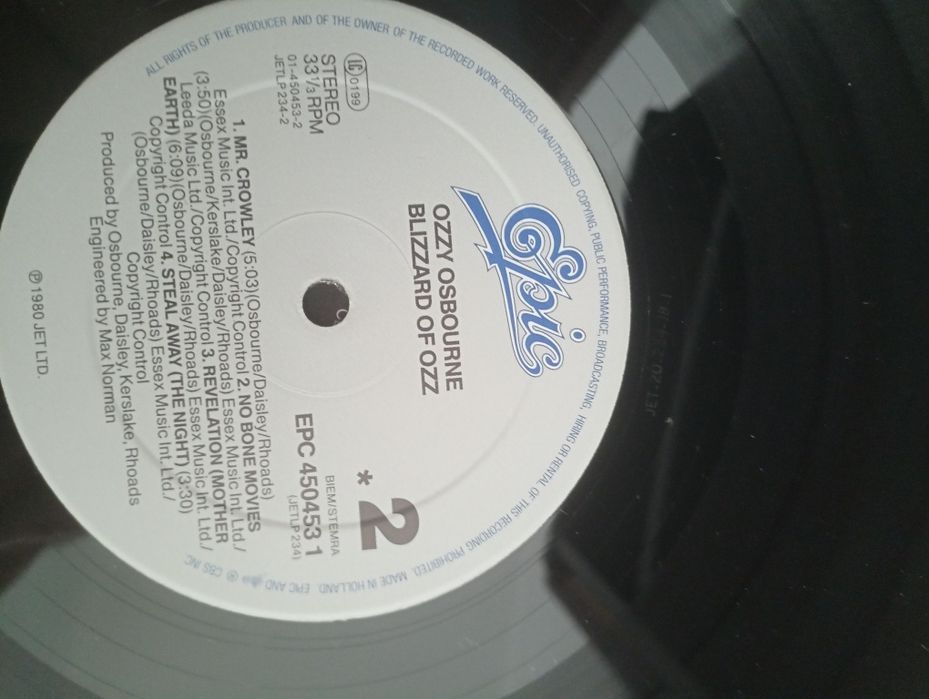 ALL RIGHTS OF THE PRODUCER AND OF THE OWNER OF THE RECORDED WORK RESERVED. UNAUTHORISED COPYING, PUBLIC PERFORMANCE, BROADCASTING, HIRING OR RENTAL OF THIS RECORDING PROHIBITED. MADE IN HOLLAND. EPIC AND ® CBS INC.
Epic
OZZY OSBOURNE
BLIZZARD OF OZZ
LC 0199
STEREO
33 1/3 RPM
01-450453-2
JETLP234-2
2
*
BIEM/STEMRA
EPC 450453 1
(JETLP 234)
1. MR. CROWLEY (5:03)(Osbourne/Daisley/Rhoads)
Essex Music Int. Ltd./Copyright Control 2. NO BONE MOVIES
(3:50)(Osbourne/Kerslake/Daisley/Rhoads) Essex Music Int. Ltd./
Leeda Music Ltd./Copyright Control 3. REVELATION (MOTHER
EARTH) (6:09)(Osbourne/Daisley/Rhoads) Essex Music Int. Ltd./
Copyright Control 4. STEAL AWAY (THE NIGHT) (3:30)
(Osbourne/Daisley/Rhoads) Essex Music Int. Ltd./
Copyright Control
Produced by Osbourne, Daisley, Kerslake, Rhoads
Engineered by Max Norman
℗ 1980 JET LTD.